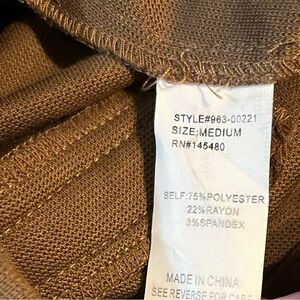 STYLE#963-00221
SIZE:MEDIUM
RN#145480
SELF:75%POLYESTER
22%RAYON
3%SPANDEX
MADE IN CHINA
SEE REVERSE FOR CARE